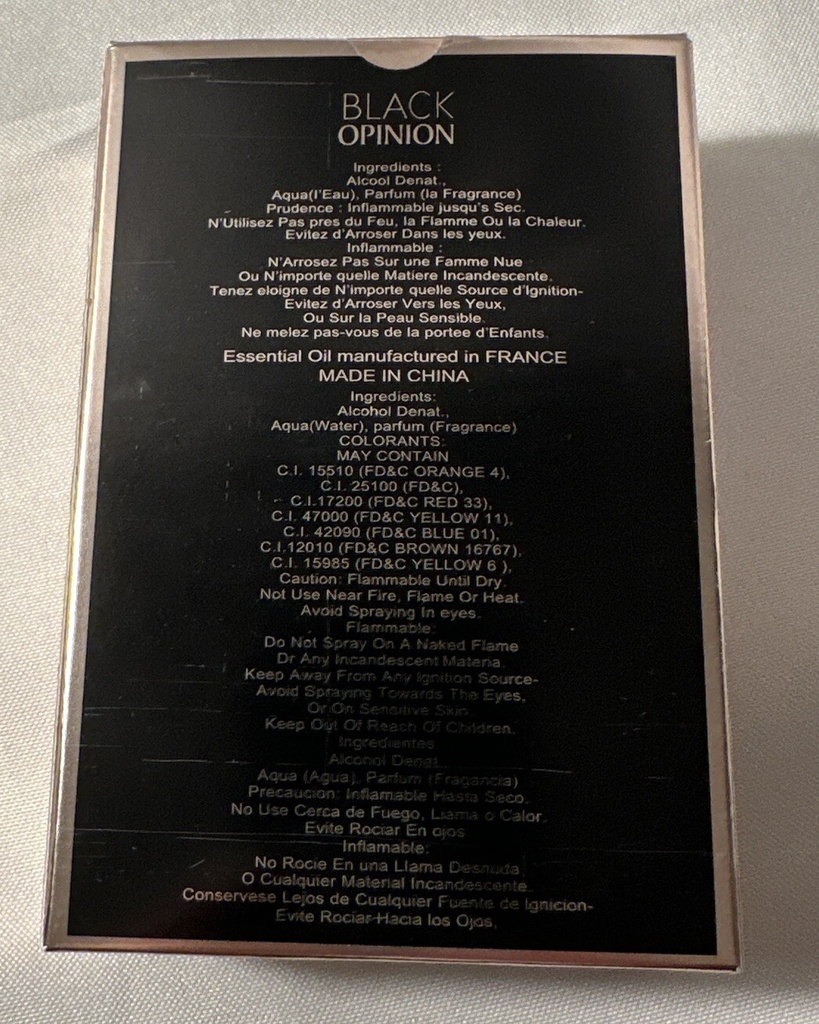 BLACK
OPINION
Ingredients :
Alcool Denat.,
Aqua(l'Eau), Parfum (la Fragrance)
Prudence : Inflammable jusqu's Sec.
N'Utilisez Pas pres du Feu, la Flamme Ou la Chaleur.
Evitez d'Arroser Dans les yeux.
Inflammable :
N'Arrosez Pas Sur une Famme Nue
Ou N'importe quelle Matiere Incandescente.
Tenez eloigne de N'importe quelle Source d'Ignition-
Evitez d'Arroser Vers les Yeux,
Ou Sur la Peau Sensible.
Ne melez pas-vous de la portee d'Enfants.
Essential Oil manufactured in FRANCE
MADE IN CHINA
Ingredients:
Alcohol Denat.,
Aqua(Water), parfum (Fragrance)
COLORANTS:
MAY CONTAIN
C.I. 15510 (FD&C ORANGE 4),
C.I. 25100 (FD&C),
C.I.17200 (FD&C RED 33),
C.I. 47000 (FD&C YELLOW 11),
C.I. 42090 (FD&C BLUE 01),
C.I.12010 (FD&C BROWN 16767),
C.I. 15985 (FD&C YELLOW 6 ),
Caution: Flammable Until Dry.
Not Use Near Fire, Flame Or Heat.
Avoid Spraying In eyes.
Flammable:
Do Not Spray On A Naked Flame
Dr Any Incandescent Materia.
Keep Away From Any Ignition Source-
Avoid Spraying Towards The Eyes,
Or On Sensitive Skin.
Keep Out Of Reach Of Children.
Ingredientes
Alconol Denat.,
Aqua (Agua), Parfum (Fragancia)
Precaucion: Inflamable Hasta Seco.
No Use Cerca de Fuego, Liama o Calor.
Evite Rociar En ojos
Inflamable:
No Rocie En una Llama Desnuda,
O Cualquier Material Incandescente.
Conservese Lejos de Cualquier Fuente de Ignicion-
Evite Rociar Hacia los Ojos,